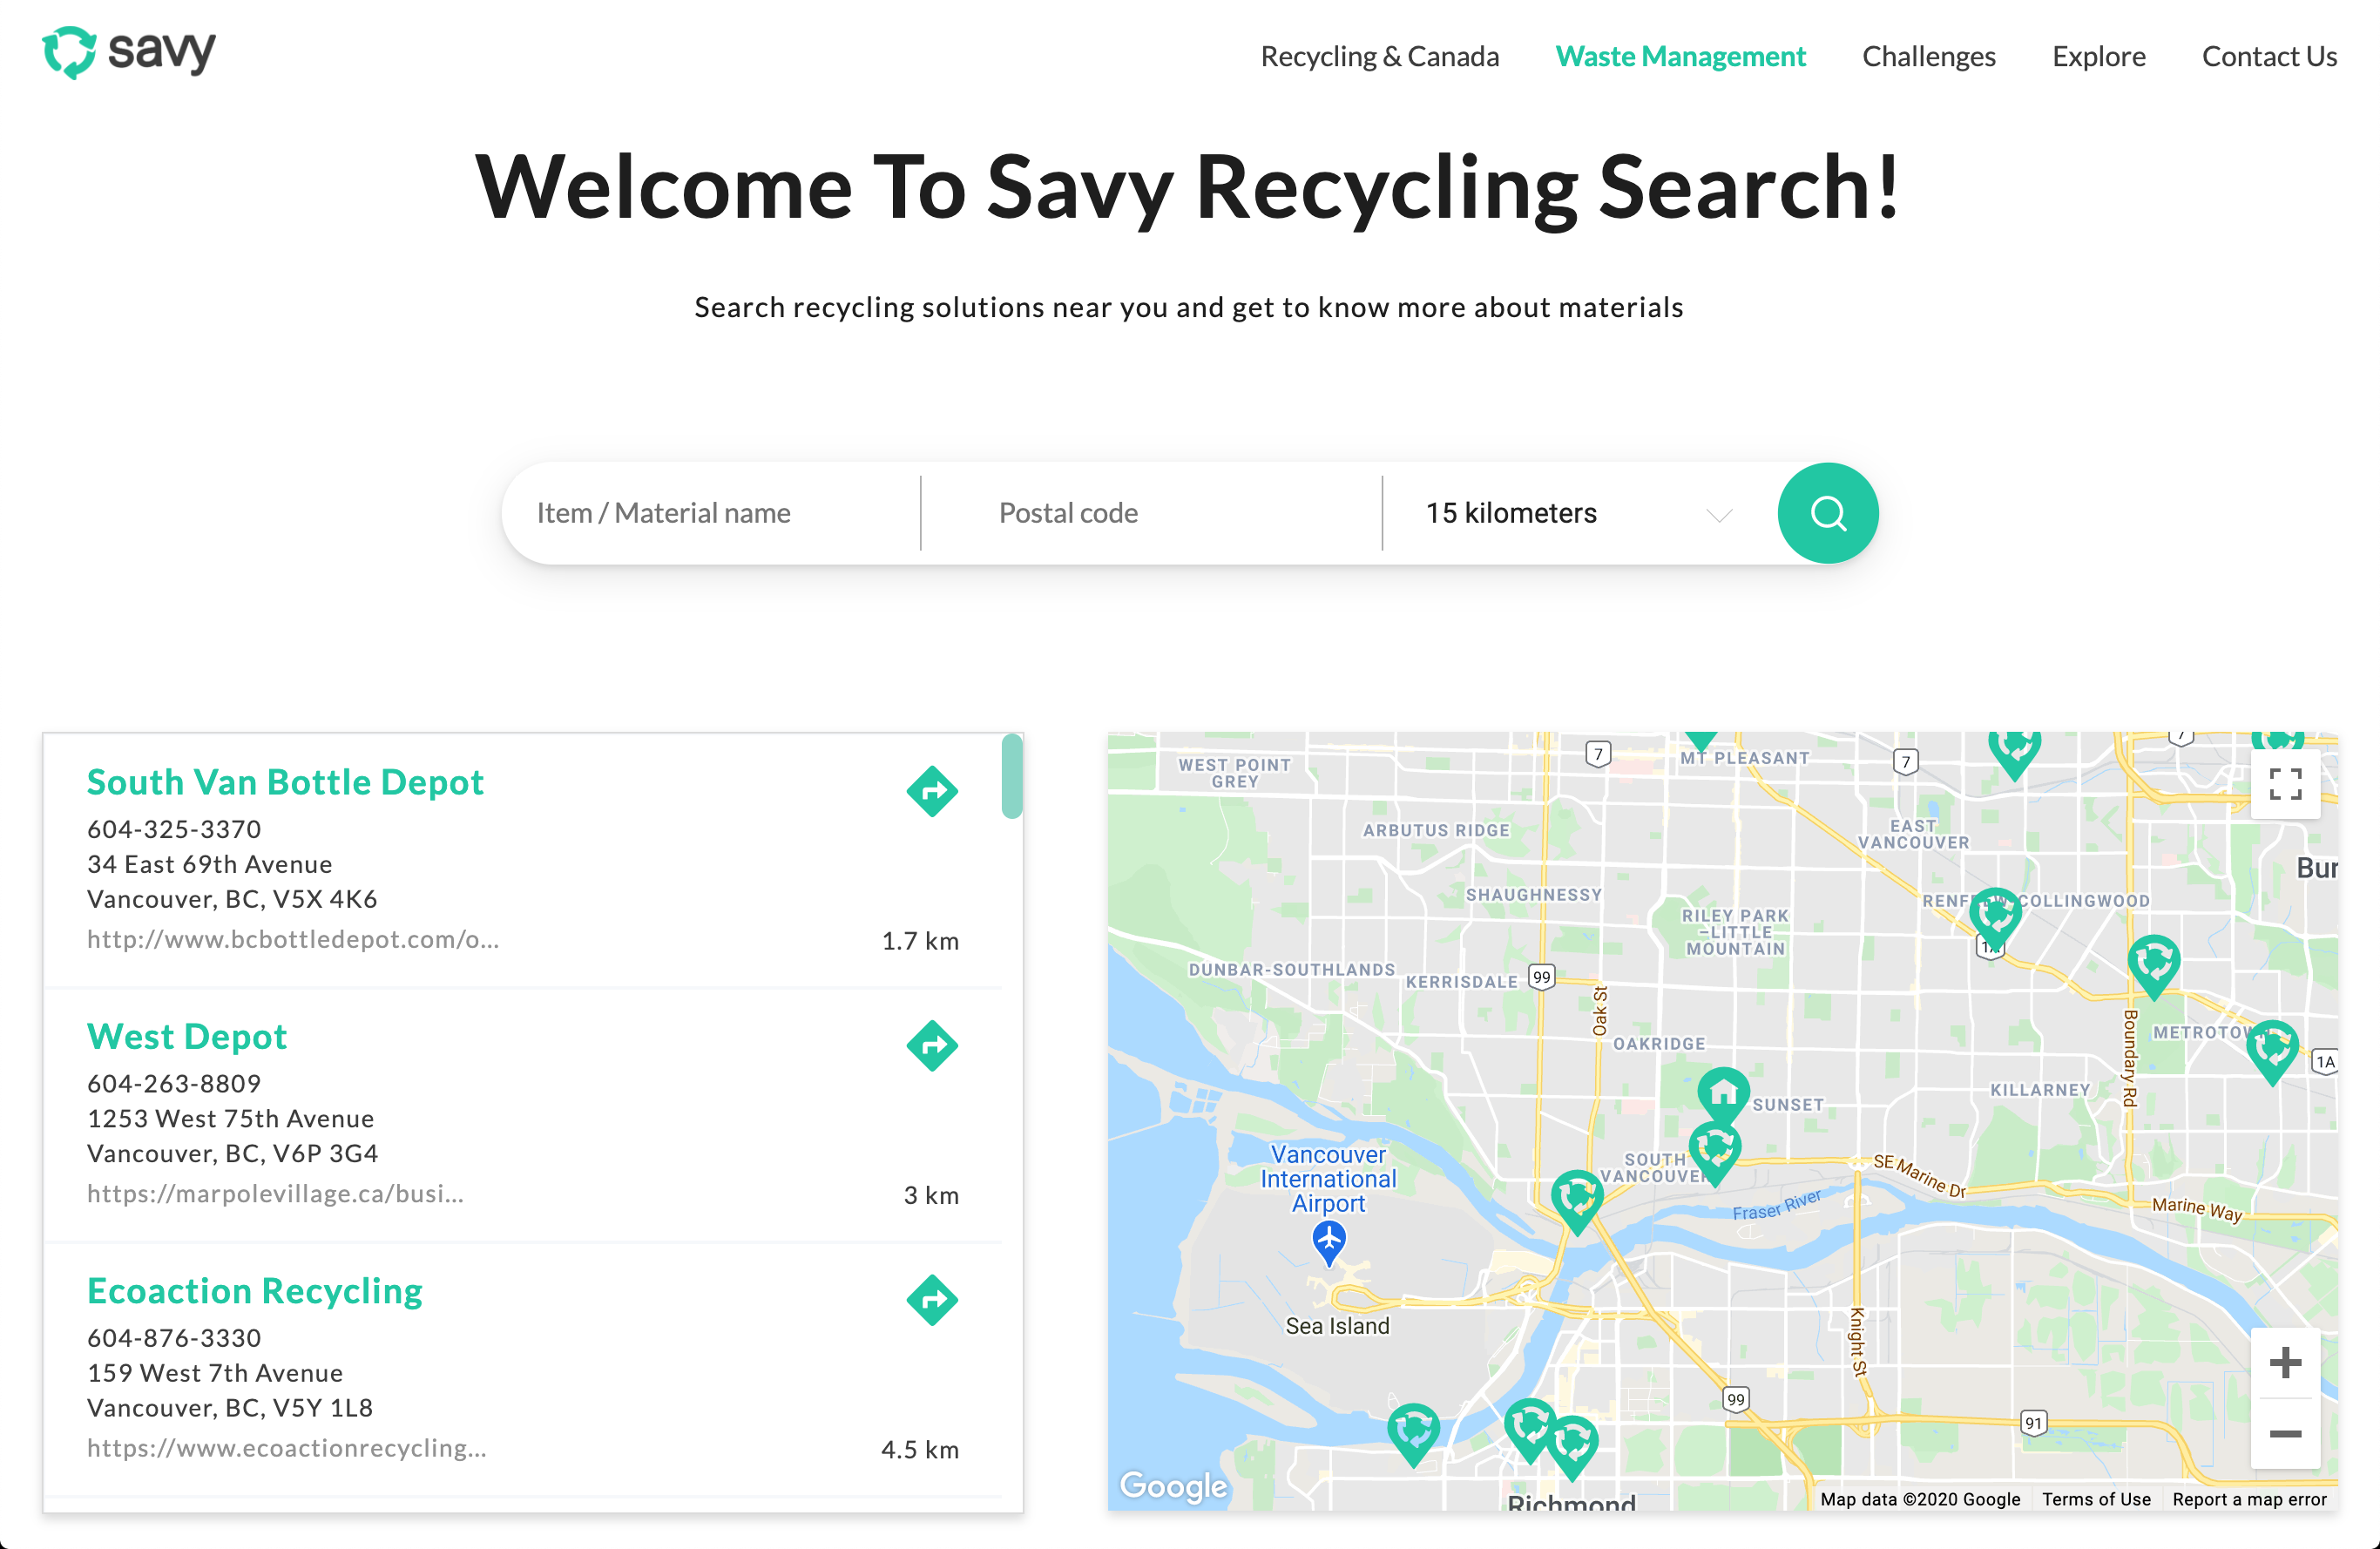 savy
Recycling & Canada
Waste Management
Challenges
Explore
Contact Us
Welcome To Savy Recycling Search!
Search recycling solutions near you and get to know more about materials
Item / Material name
Postal code
15 kilometers
South Van Bottle Depot
604-325-3370
34 East 69th Avenue
Vancouver, BC, V5X 4K6
http://www.bcbottledepot.com/o...
1.7 km
West Depot
604-263-8809
1253 West 75th Avenue
Vancouver, BC, V6P 3G4
https://marpolevillage.ca/busi...
3 km
Ecoaction Recycling
604-876-3330
159 West 7th Avenue
Vancouver, BC, V5Y 1L8
https://www.ecoactionrecycling...
4.5 km
7
MT PLEASANT
7
7
WEST POINT
GREY
ARBUTUS RIDGE
EAST
VANCOUVER
Bur
SHAUGHNESSY
COLLINGWOOD
RILEY PARK
–LITTLE
MOUNTAIN
DUNBAR-SOUTHLANDS
KERRISDALE
99
Oak St
OAKRIDGE
Boundary Rd
1A
KILLARNEY
SUNSET
Vancouver
International
Airport
SOUTH
VANCOUVER
SE Marine Dr
Fraser River
Marine Way
Sea Island
Knight St
99
91
Google
Richmond
Map data ©2020 Google
Terms of Use
Report a map error